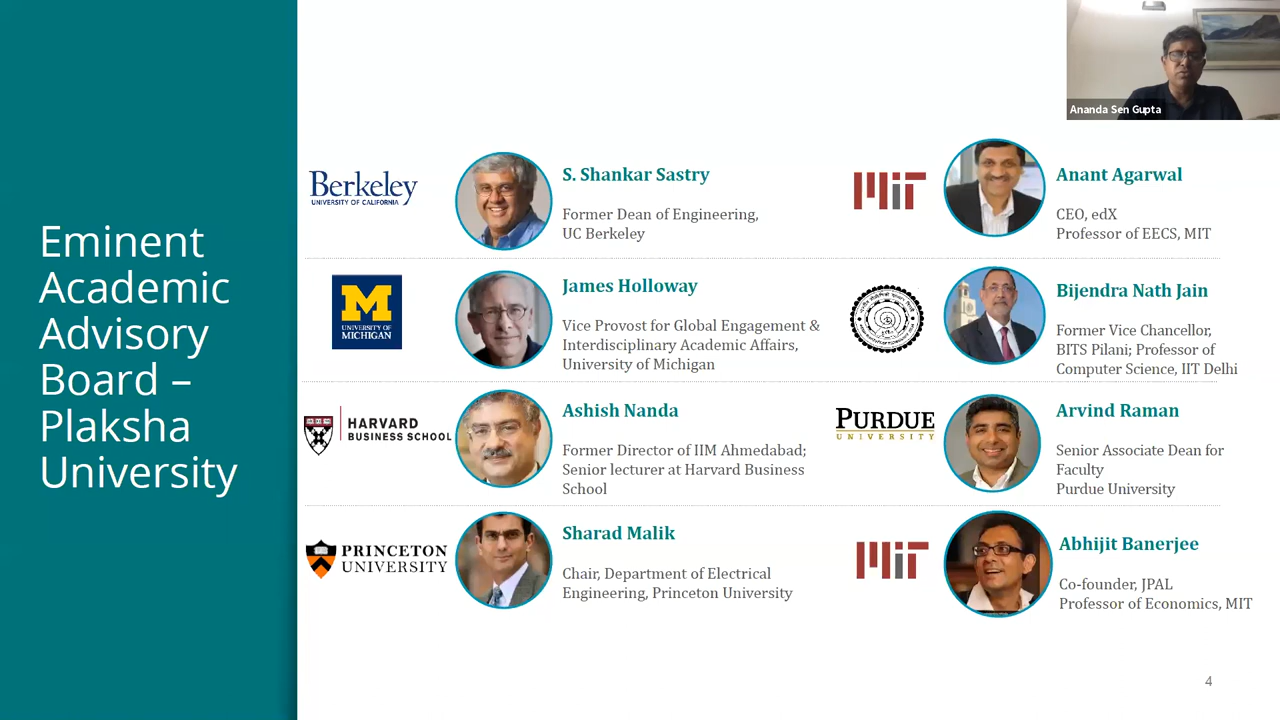 Ananda Sen Gupta
Eminent
Academic
Advisory
Board –
Plaksha
University
Berkeley
UNIVERSITY OF CALIFORNIA
S. Shankar Sastry
Former Dean of Engineering,
UC Berkeley
MiT
Anant Agarwal
CEO, edX
Professor of EECS, MIT
M
UNIVERSITY OF
MICHIGAN
James Holloway
Vice Provost for Global Engagement &
Interdisciplinary Academic Affairs,
University of Michigan
Bijendra Nath Jain
Former Vice Chancellor,
BITS Pilani; Professor of
Computer Science, IIT Delhi
HARVARD
BUSINESS SCHOOL
Ashish Nanda
Former Director of IIM Ahmedabad;
Senior lecturer at Harvard Business
School
PURDUE
UNIVERSITY
Arvind Raman
Senior Associate Dean for
Faculty
Purdue University
PRINCETON
UNIVERSITY
Sharad Malik
Chair, Department of Electrical
Engineering, Princeton University
MiT
Abhijit Banerjee
Co-founder, JPAL
Professor of Economics, MIT
4